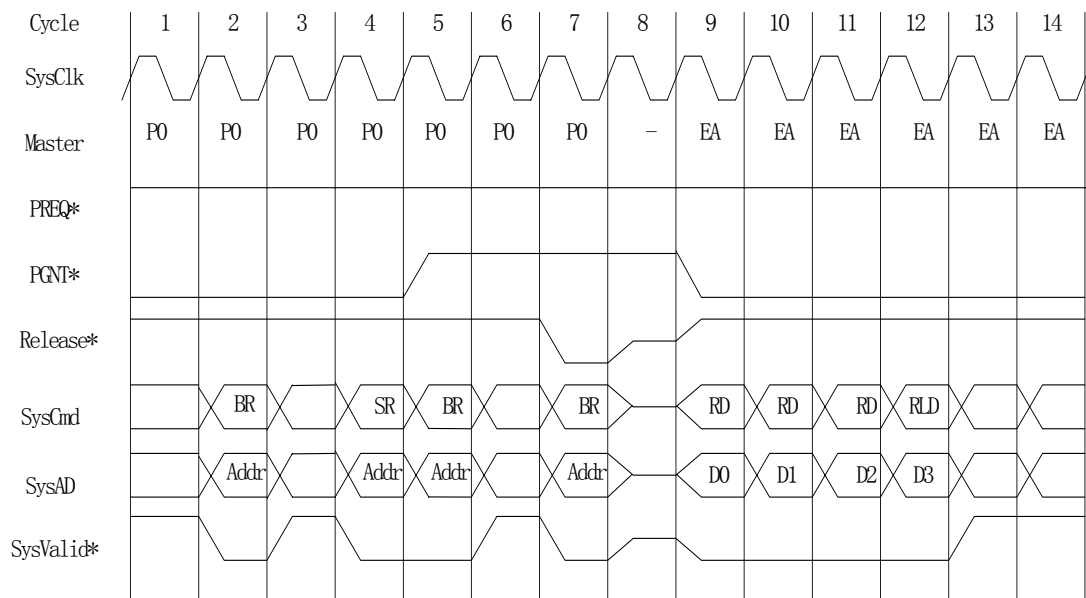 Cycle 1 2 3 4 5 6 7 8 9 10 11 12 13 14
SysClk
Master P0 P0 P0 P0 P0 P0 P0 - EA EA EA EA EA EA
PREQ*
PGNT*
Release*
SysCmd BR SR BR BR RD RD RD RLD
SysAD Addr Addr Addr Addr D0 D1 D2 D3
SysValid*